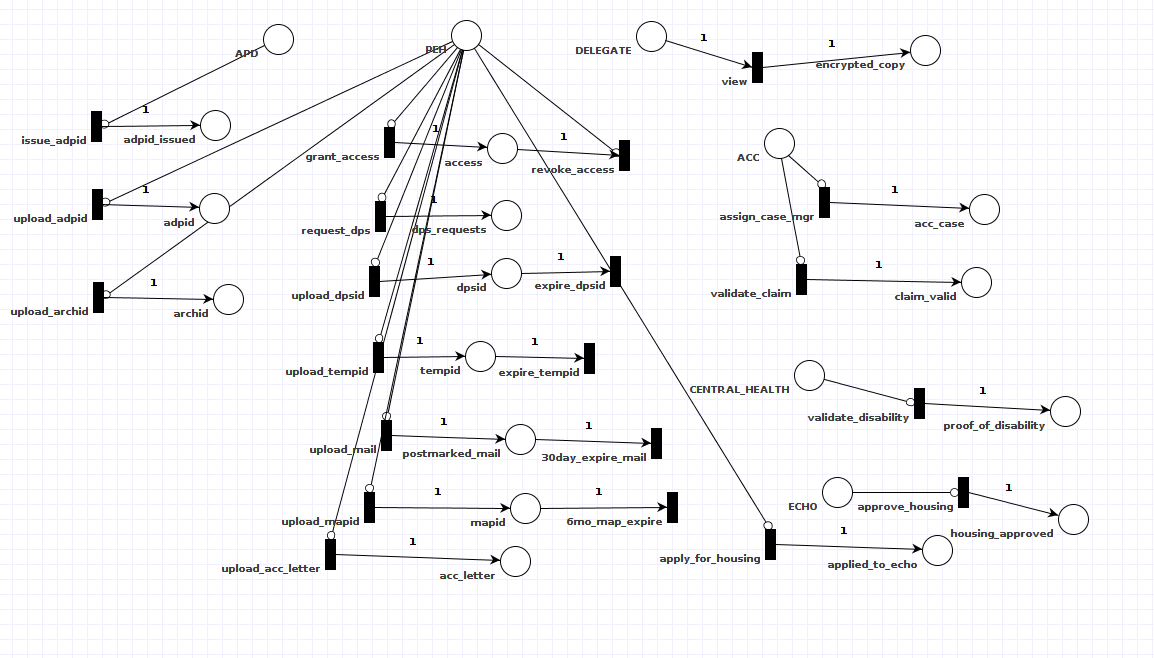 APD
PEH
DELEGATE
1
view
1
encrypted_copy
1
issue_adpid
adpid_issued
grant_access
1
access
1
revoke_access
ACC
upload_adpid
1
adpid
request_dps
1
dps_requests
assign_case_mgr
1
acc_case
upload_archid
1
archid
upload_dpsid
1
dpsid
1
expire_dpsid
validate_claim
1
claim_valid
upload_tempid
1
tempid
1
expire_tempid
CENTRAL_HEALTH
validate_disability
1
proof_of_disability
upload_mail
1
postmarked_mail
1
30day_expire_mail
upload_mapid
1
mapid
1
6mo_map_expire
ECHO
approve_housing
1
housing_approved
upload_acc_letter
1
acc_letter
apply_for_housing
1
applied_to_echo